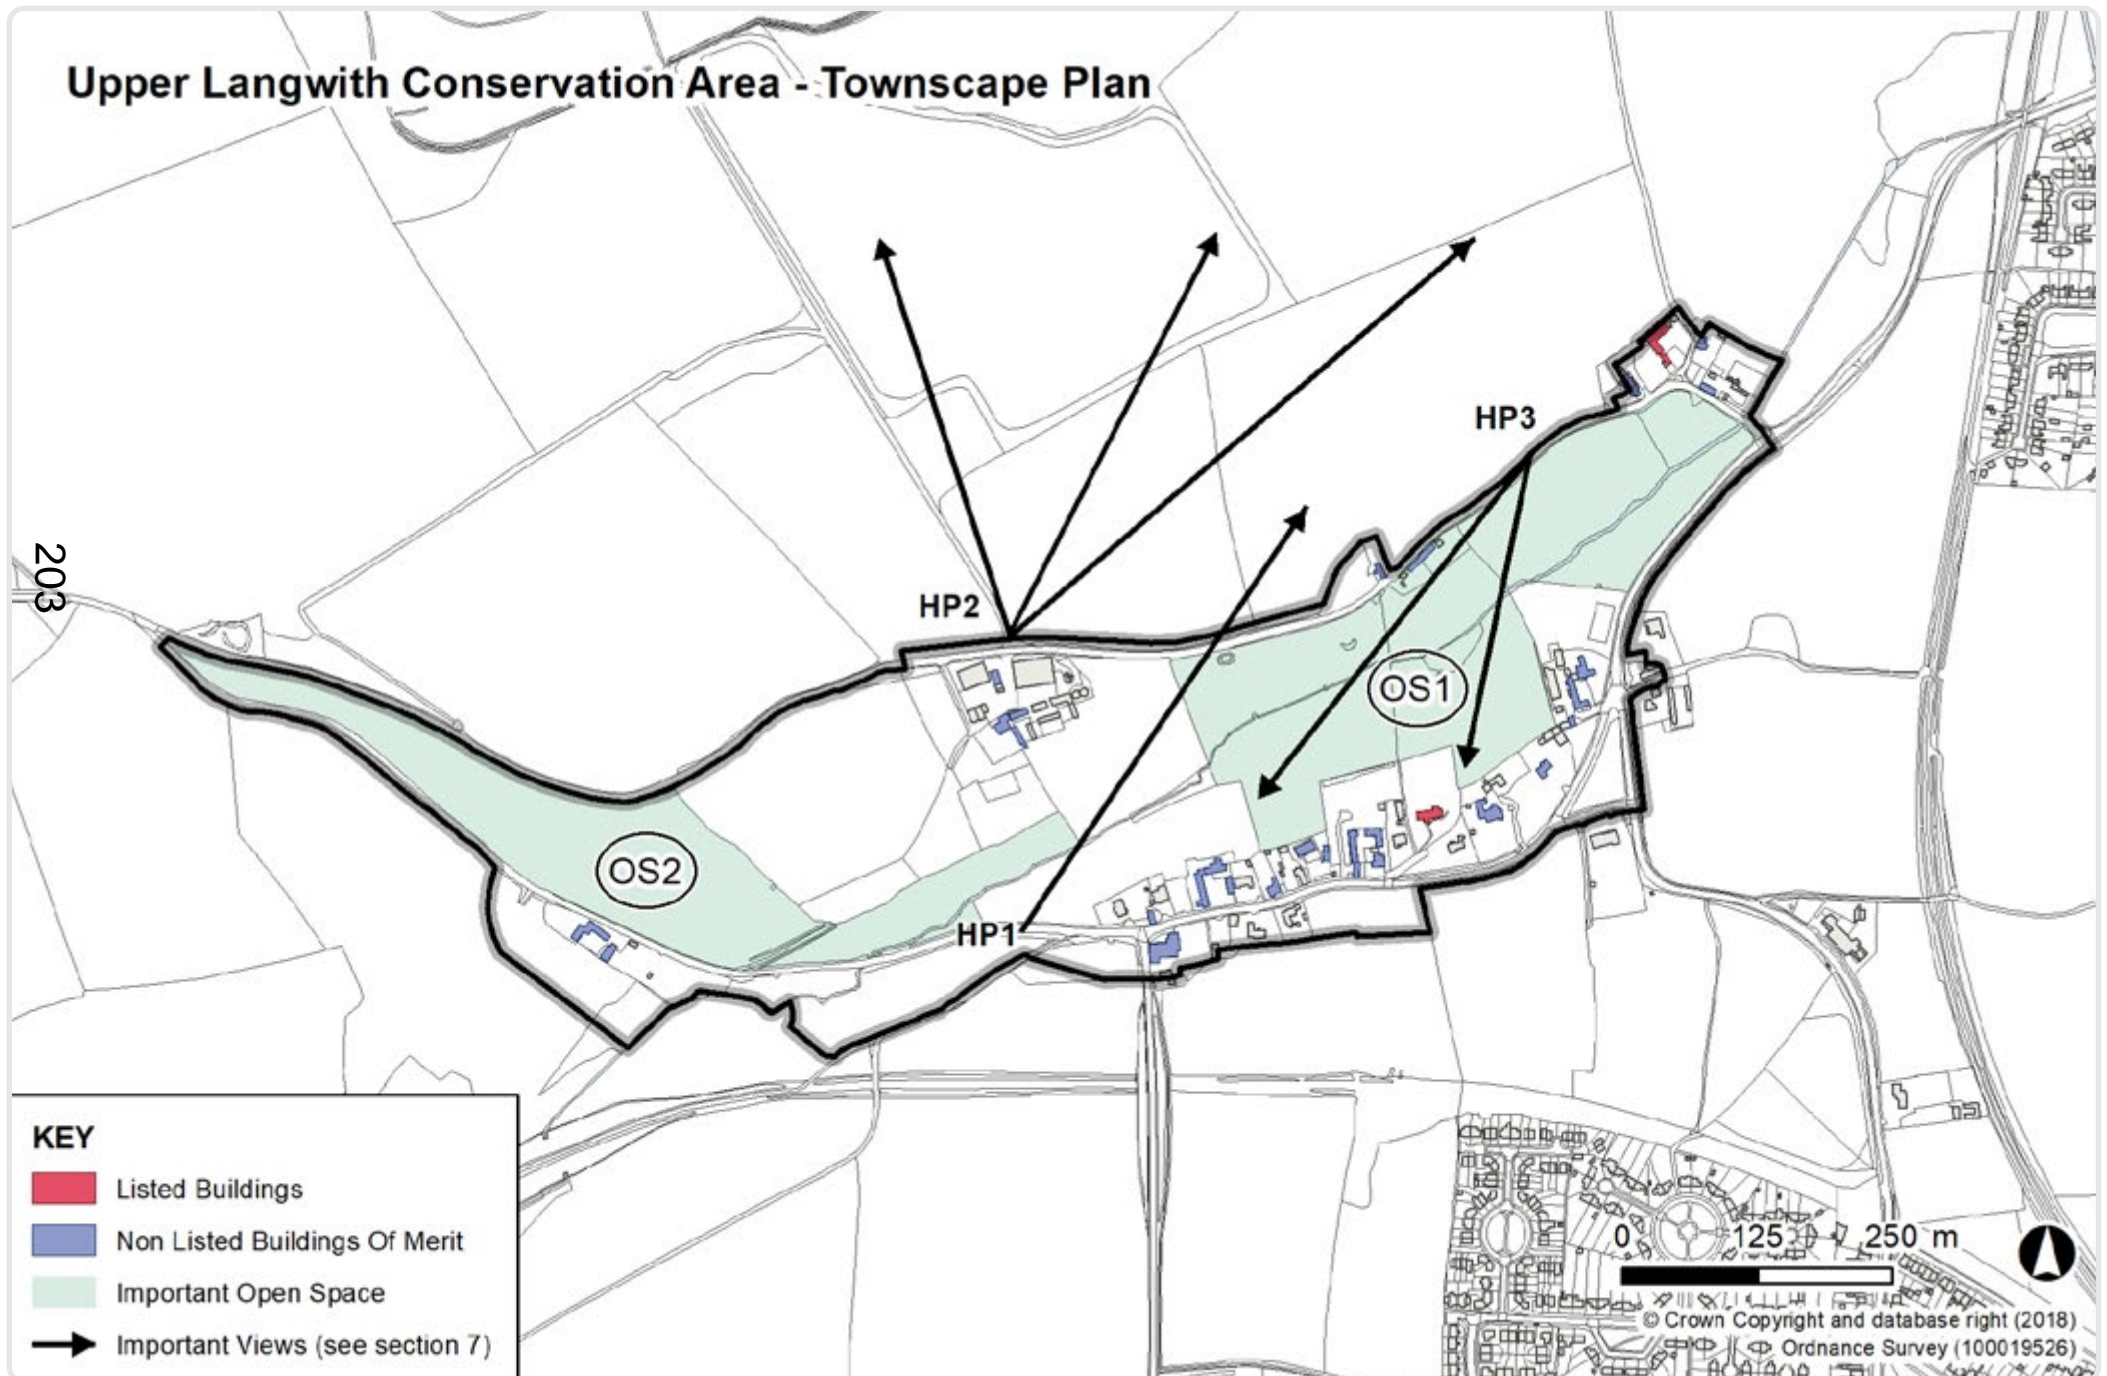 Upper Langwith Conservation Area - Townscape Plan
HP3
HP2
203
OS1
OS2
HP1
KEY
Listed Buildings
Non Listed Buildings Of Merit
Important Open Space
Important Views (see section 7)
0 125 250 m
© Crown Copyright and database right (2018)
Ordnance Survey (100019526)